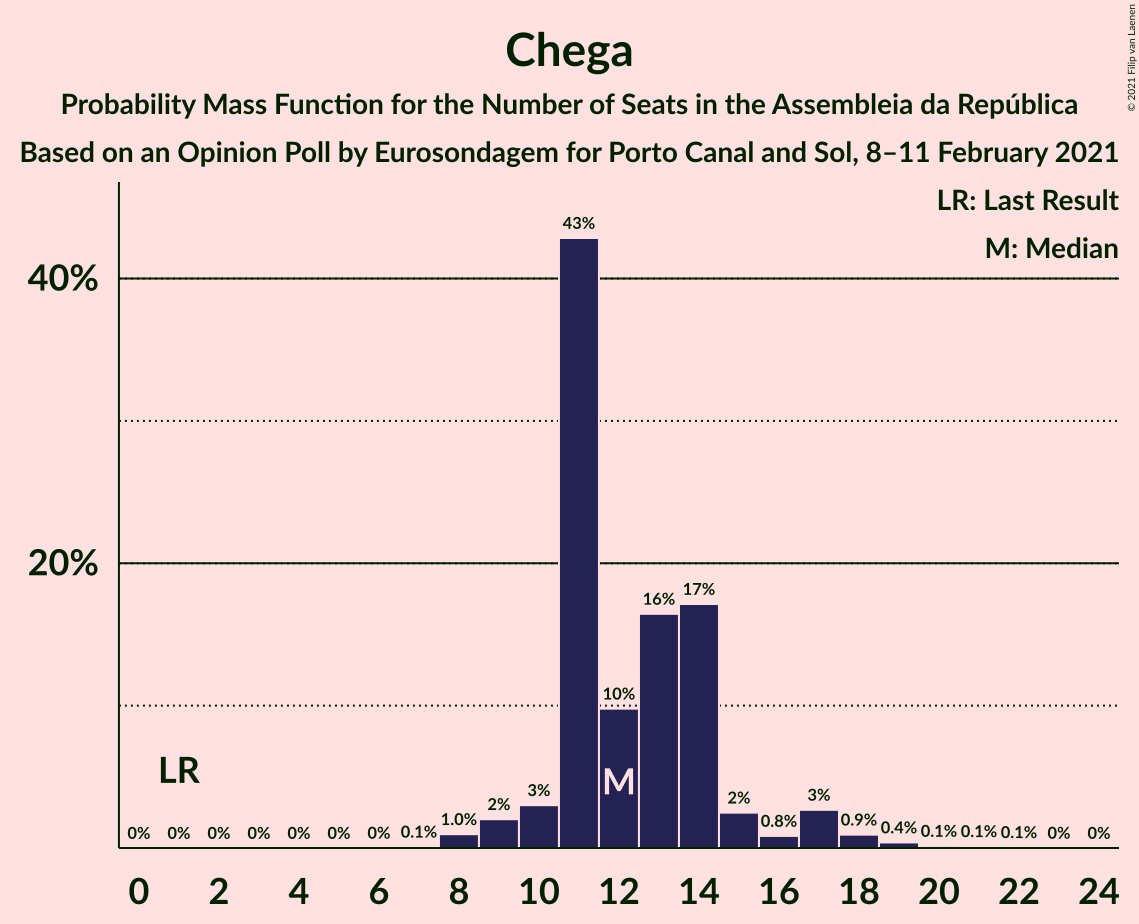 Chega
Probability Mass Function for the Number of Seats in the Assembleia da República
Based on an Opinion Poll by Eurosondagem for Porto Canal and Sol, 8–11 February 2021
© 2021 Filip van Laenen
LR: Last Result
M: Median
40%
20%
43%
10%
16%
17%
LR
M
0% 0% 0% 0% 0% 0% 0% 0.1% 1.0% 2% 3% 2% 0.8% 3% 0.9% 0.4% 0.1% 0.1% 0.1% 0% 0%
0 2 4 6 8 10 12 14 16 18 20 22 24